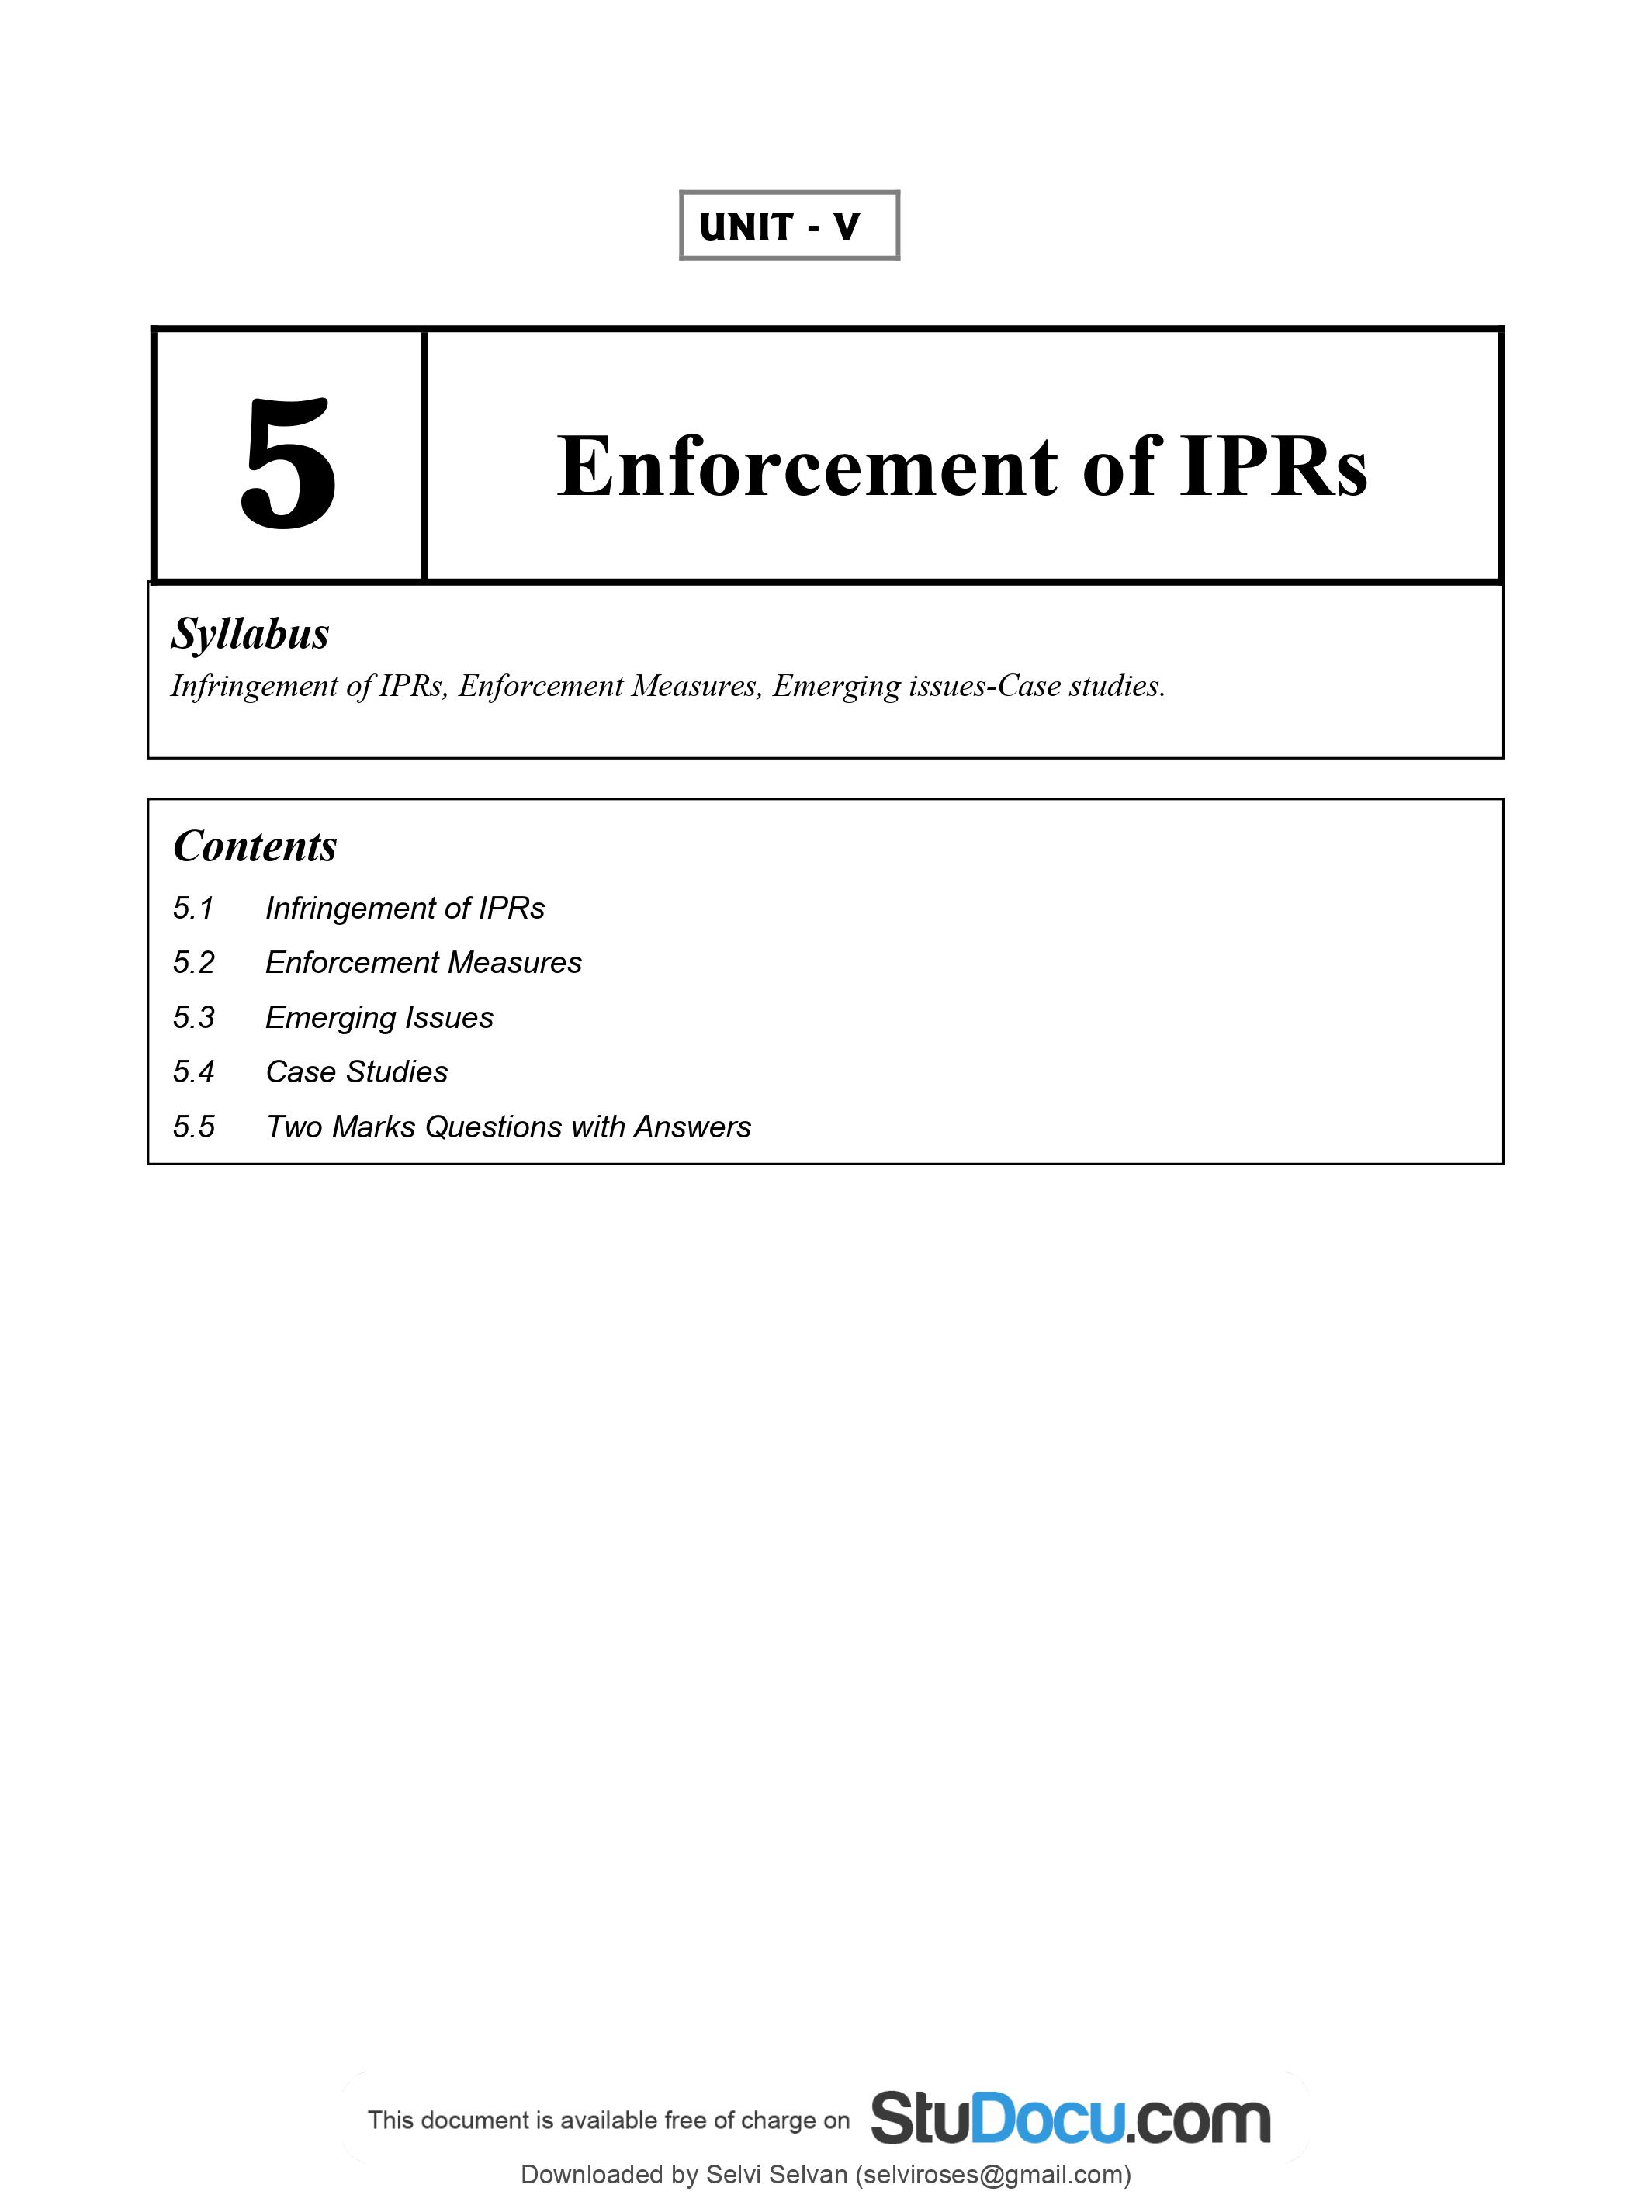 UNIT - V
5
Enforcement of IPRs
Syllabus
Infringement of IPRs, Enforcement Measures, Emerging issues-Case studies.
Contents
5.1 Infringement of IPRs
5.2 Enforcement Measures
5.3 Emerging Issues
5.4 Case Studies
5.5 Two Marks Questions with Answers
This document is available free of charge on StuDocu.com
Downloaded by Selvi Selvan (selviroses@gmail.com)